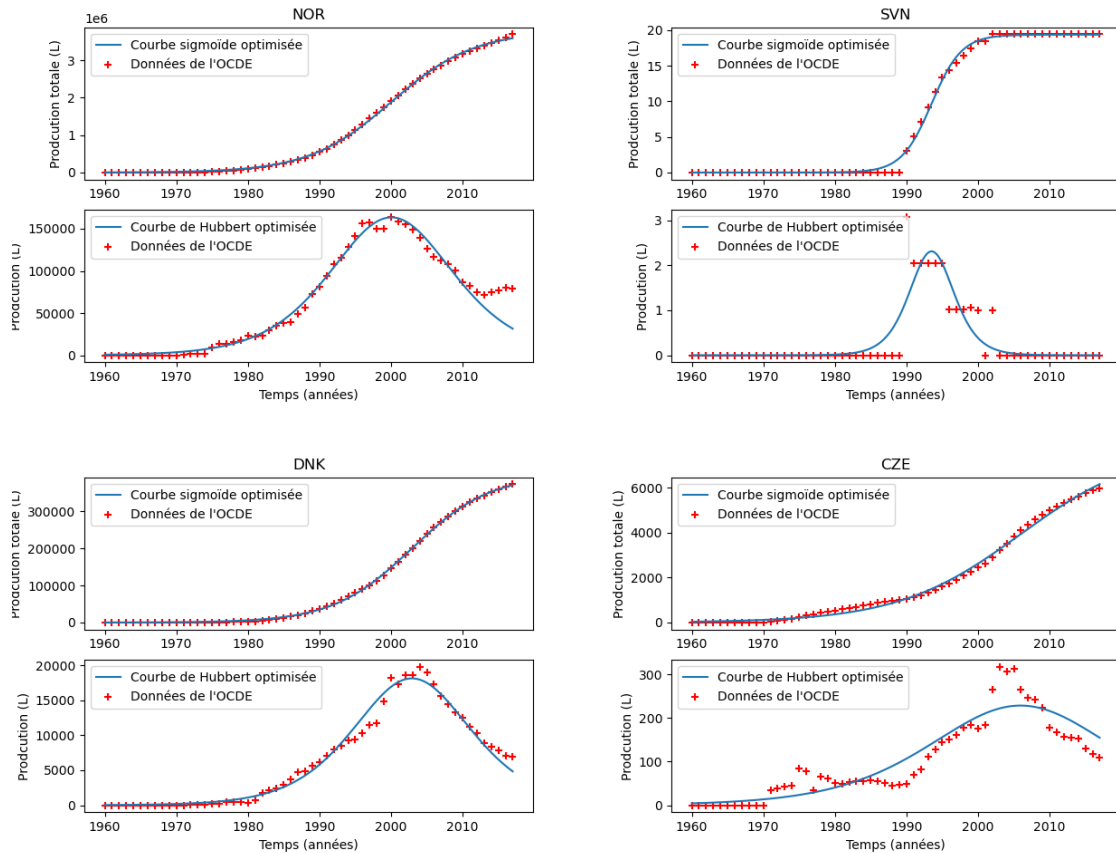 NOR
1e6
Courbe sigmoïde optimisée
Données de l'OCDE
Prodcution totale (L)
3
2
1
0
1960 1970 1980 1990 2000 2010
Courbe de Hubbert optimisée
Données de l'OCDE
Prodcution (L)
150000
100000
50000
0
1960 1970 1980 1990 2000 2010
Temps (années)
SVN
Courbe sigmoïde optimisée
Données de l'OCDE
Prodcution totale (L)
20
15
10
5
0
1960 1970 1980 1990 2000 2010
Courbe de Hubbert optimisée
Données de l'OCDE
Prodcution (L)
3
2
1
0
1960 1970 1980 1990 2000 2010
Temps (années)
DNK
Courbe sigmoïde optimisée
Données de l'OCDE
Prodcution totale (L)
300000
200000
100000
0
1960 1970 1980 1990 2000 2010
Courbe de Hubbert optimisée
Données de l'OCDE
Prodcution (L)
20000
15000
10000
5000
0
1960 1970 1980 1990 2000 2010
Temps (années)
CZE
Courbe sigmoïde optimisée
Données de l'OCDE
Prodcution totale (L)
6000
4000
2000
0
1960 1970 1980 1990 2000 2010
Courbe de Hubbert optimisée
Données de l'OCDE
Prodcution (L)
300
200
100
0
1960 1970 1980 1990 2000 2010
Temps (années)